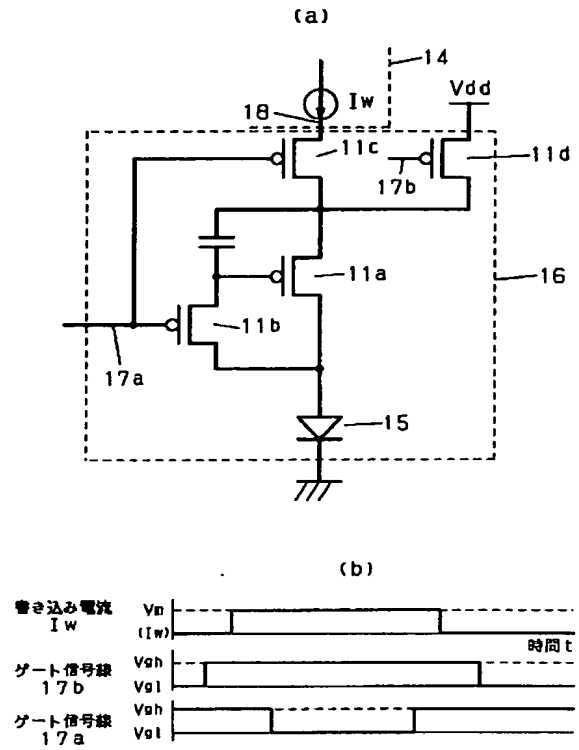 (a)
14
Iw
18
Vdd
11c
17b
11d
11a
16
11b
17a
15
(b)
書き込み電流
Iw
Vm
(Iw)
時間t
ゲート信号線
17b
Vgh
Vgl
ゲート信号線
17a
Vgh
Vgl